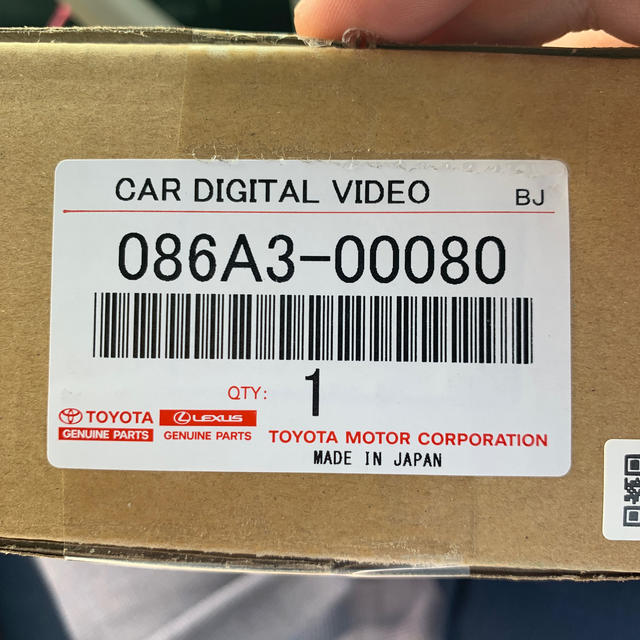 CAR DIGITAL VIDEO BJ
086A3-00080
QTY: 1
TOYOTA LEXUS
GENUINE PARTS GENUINE PARTS TOYOTA MOTOR CORPORATION
MADE IN JAPAN